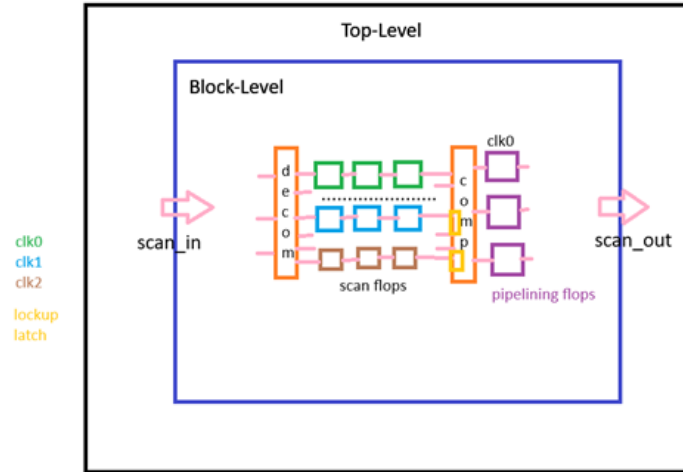 Top-Level
Block-Level
clk0
d
e
c
o
m
c
o
m
p
scan_in
scan_out
clk0
clk1
clk2
scan flops
pipelining flops
lockup
latch